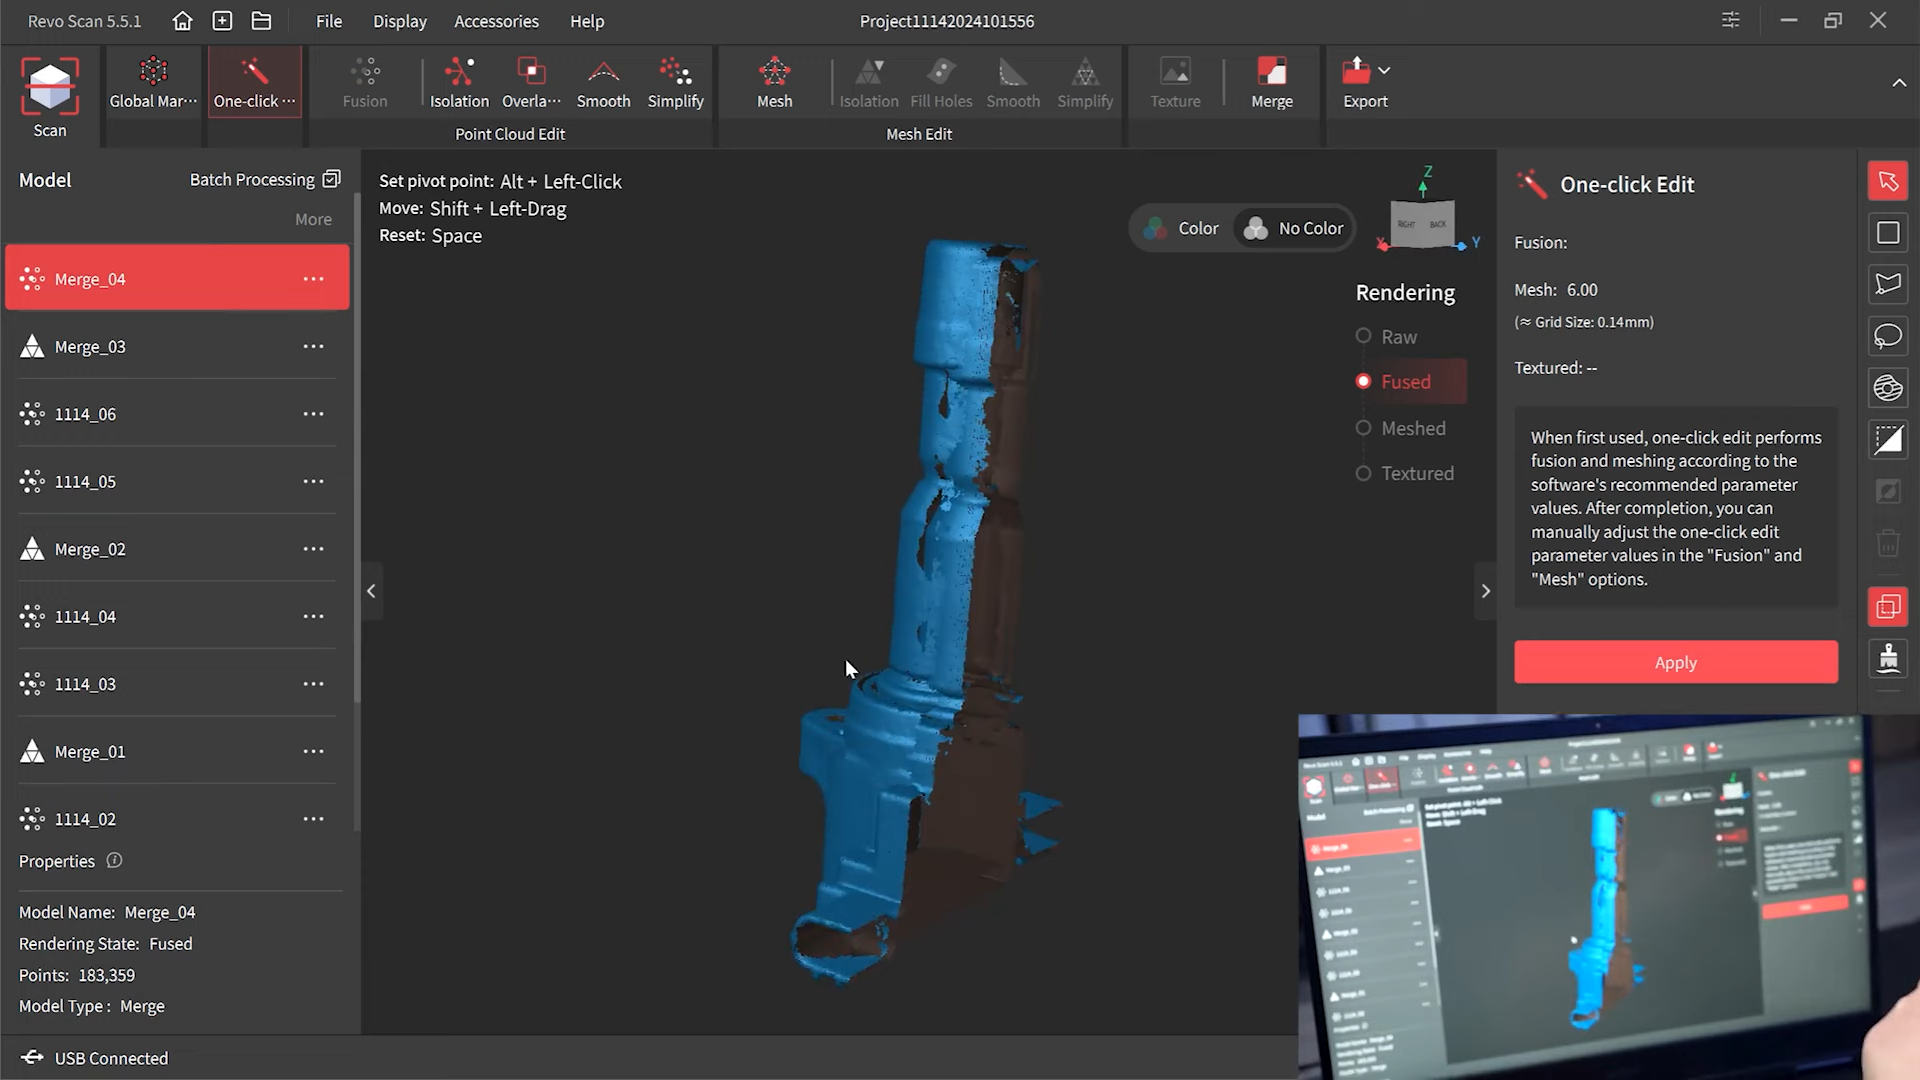 Revo Scan 5.5.1
File
Display
Accessories
Help
Project11142024101556
Scan
Global Mar···
One-click ···
Fusion
Isolation
Overla···
Smooth
Simplify
Point Cloud Edit
Mesh
Isolation
Fill Holes
Smooth
Simplify
Mesh Edit
Texture
Merge
Export
Model
Batch Processing
More
Merge_04
Merge_03
1114_06
1114_05
Merge_02
1114_04
1114_03
Merge_01
1114_02
Properties
Model Name: Merge_04
Rendering State: Fused
Points: 183,359
Model Type : Merge
USB Connected
Set pivot point: Alt + Left-Click
Move: Shift + Left-Drag
Reset: Space
Color
No Color
Z
RIGHT
BACK
X
Y
Rendering
Raw
Fused
Meshed
Textured
One-click Edit
Fusion:
Mesh: 6.00
(≈ Grid Size: 0.14mm)
Textured: --
When first used, one-click edit performs
fusion and meshing according to the
software's recommended parameter
values. After completion, you can
manually adjust the one-click edit
parameter values in the "Fusion" and
"Mesh" options.
Apply